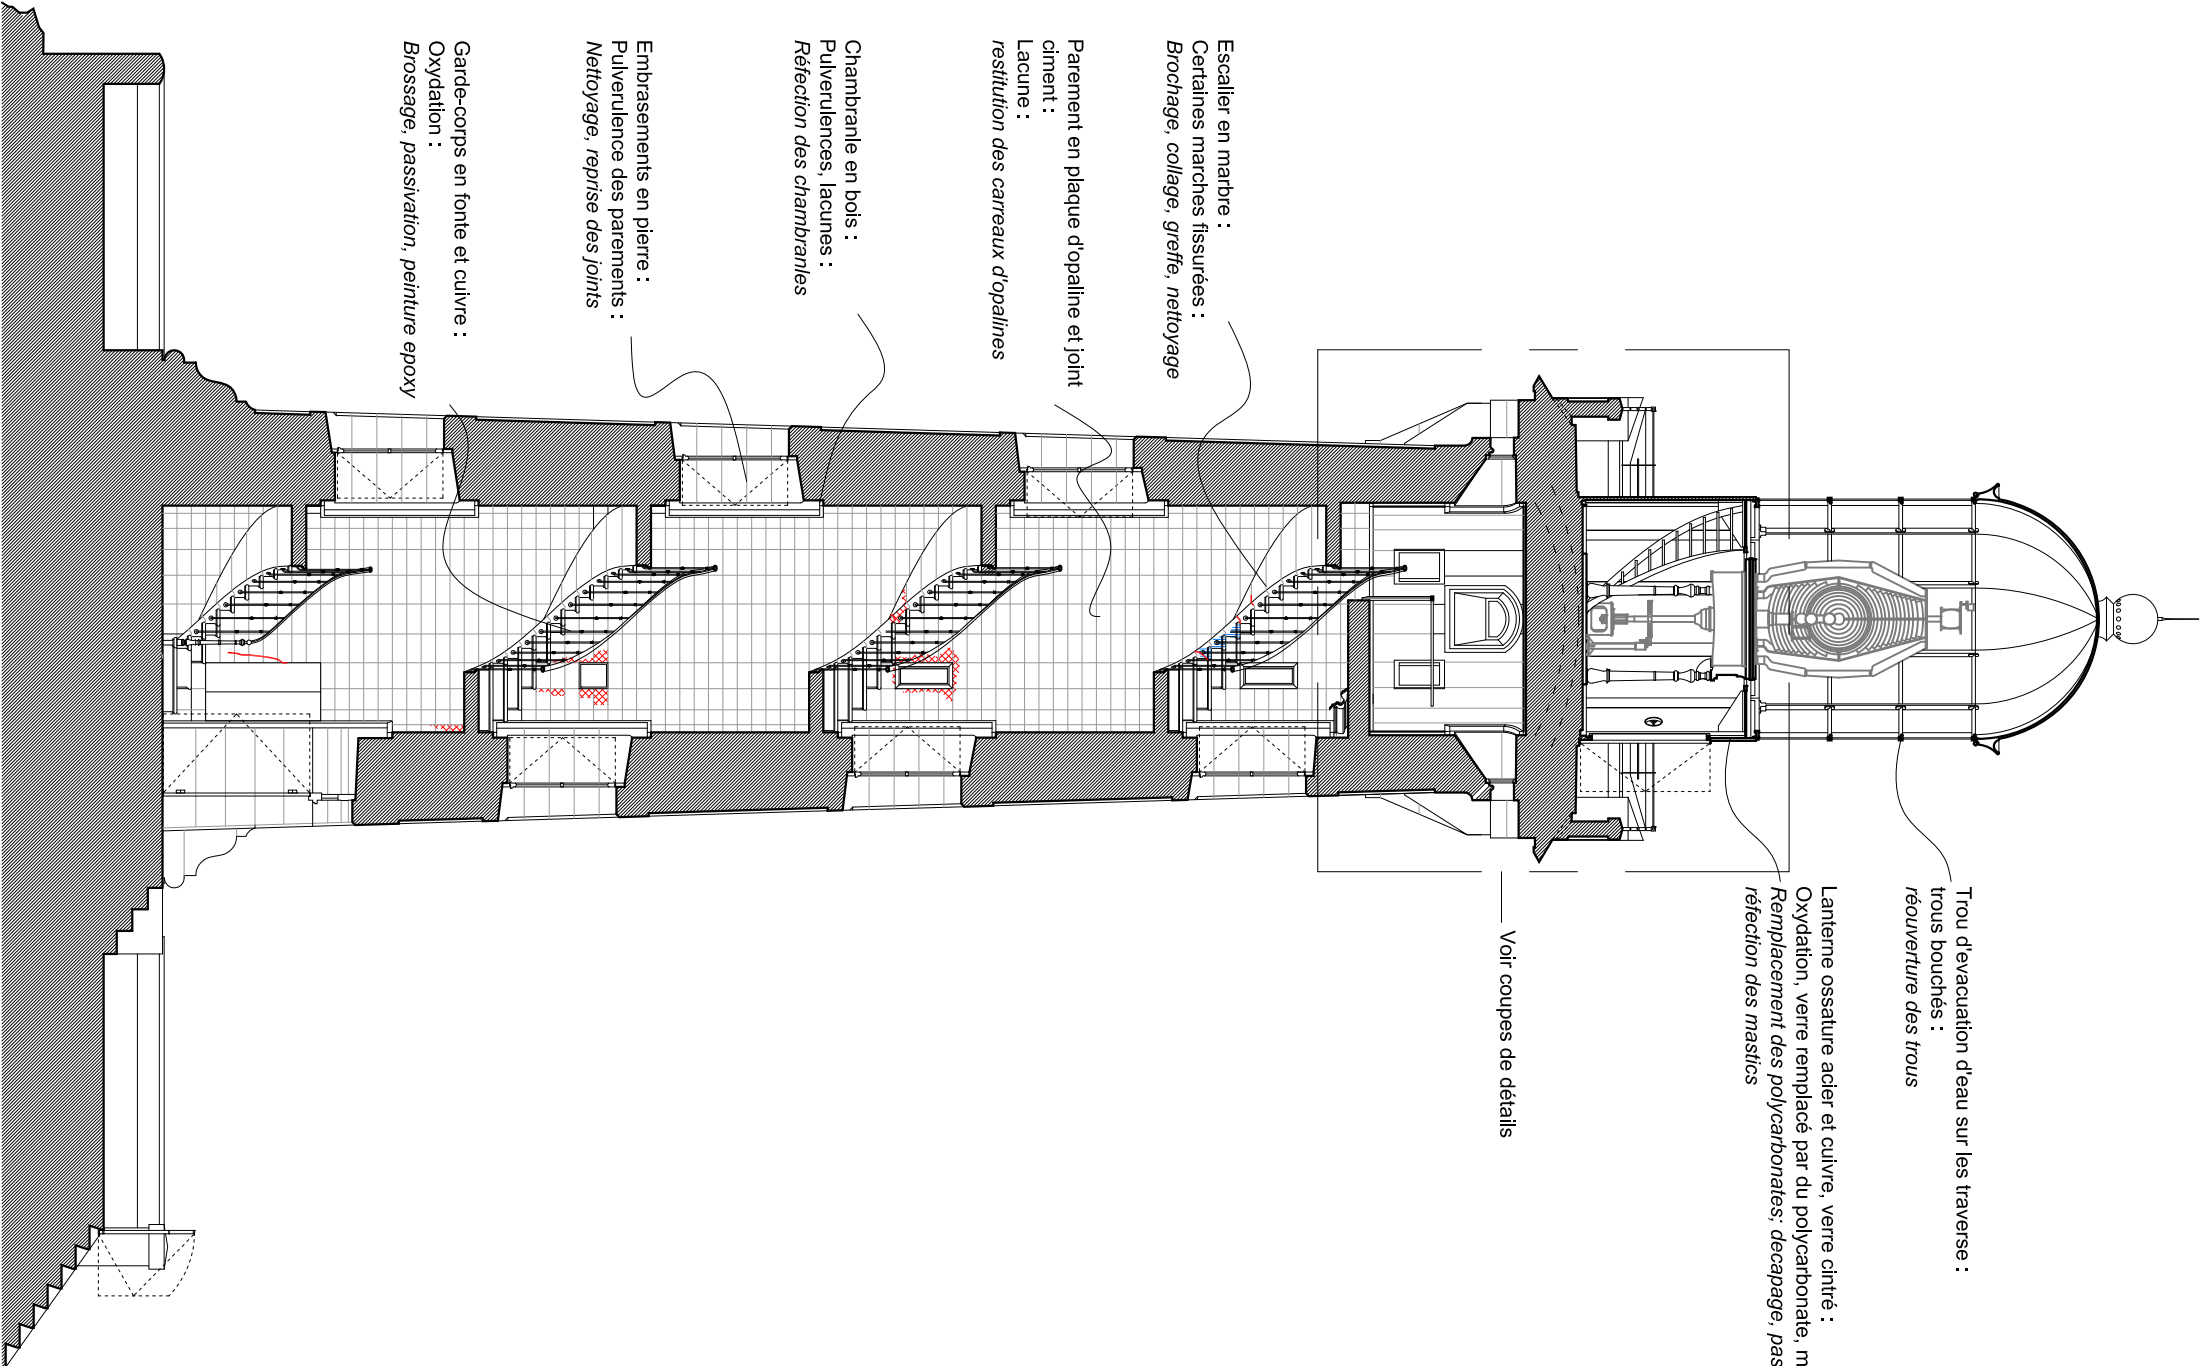 Trou d'evacuation d'eau sur les traverse :
trous bouchés :
réouverture des trous
Lanterne ossature acier et cuivre, verre cintré :
Oxydation, verre remplacé par du polycarbonate, m
Remplacement des polycarbonates; decapage, pas
réfection des mastics
Voir coupes de détails
Escalier en marbre :
Certaines marches fissurées :
Brochage, collage, greffe, nettoyage
Parement en plaque d'opaline et joint
ciment :
Lacune :
restitution des carreaux d'opalines
Chambranle en bois :
Pulverulences, lacunes :
Réfection des chambranles
Embrasements en pierre :
Pulverulence des parements :
Nettoyage, reprise des joints
Garde-corps en fonte et cuivre :
Oxydation :
Brossage, passivation, peinture epoxy